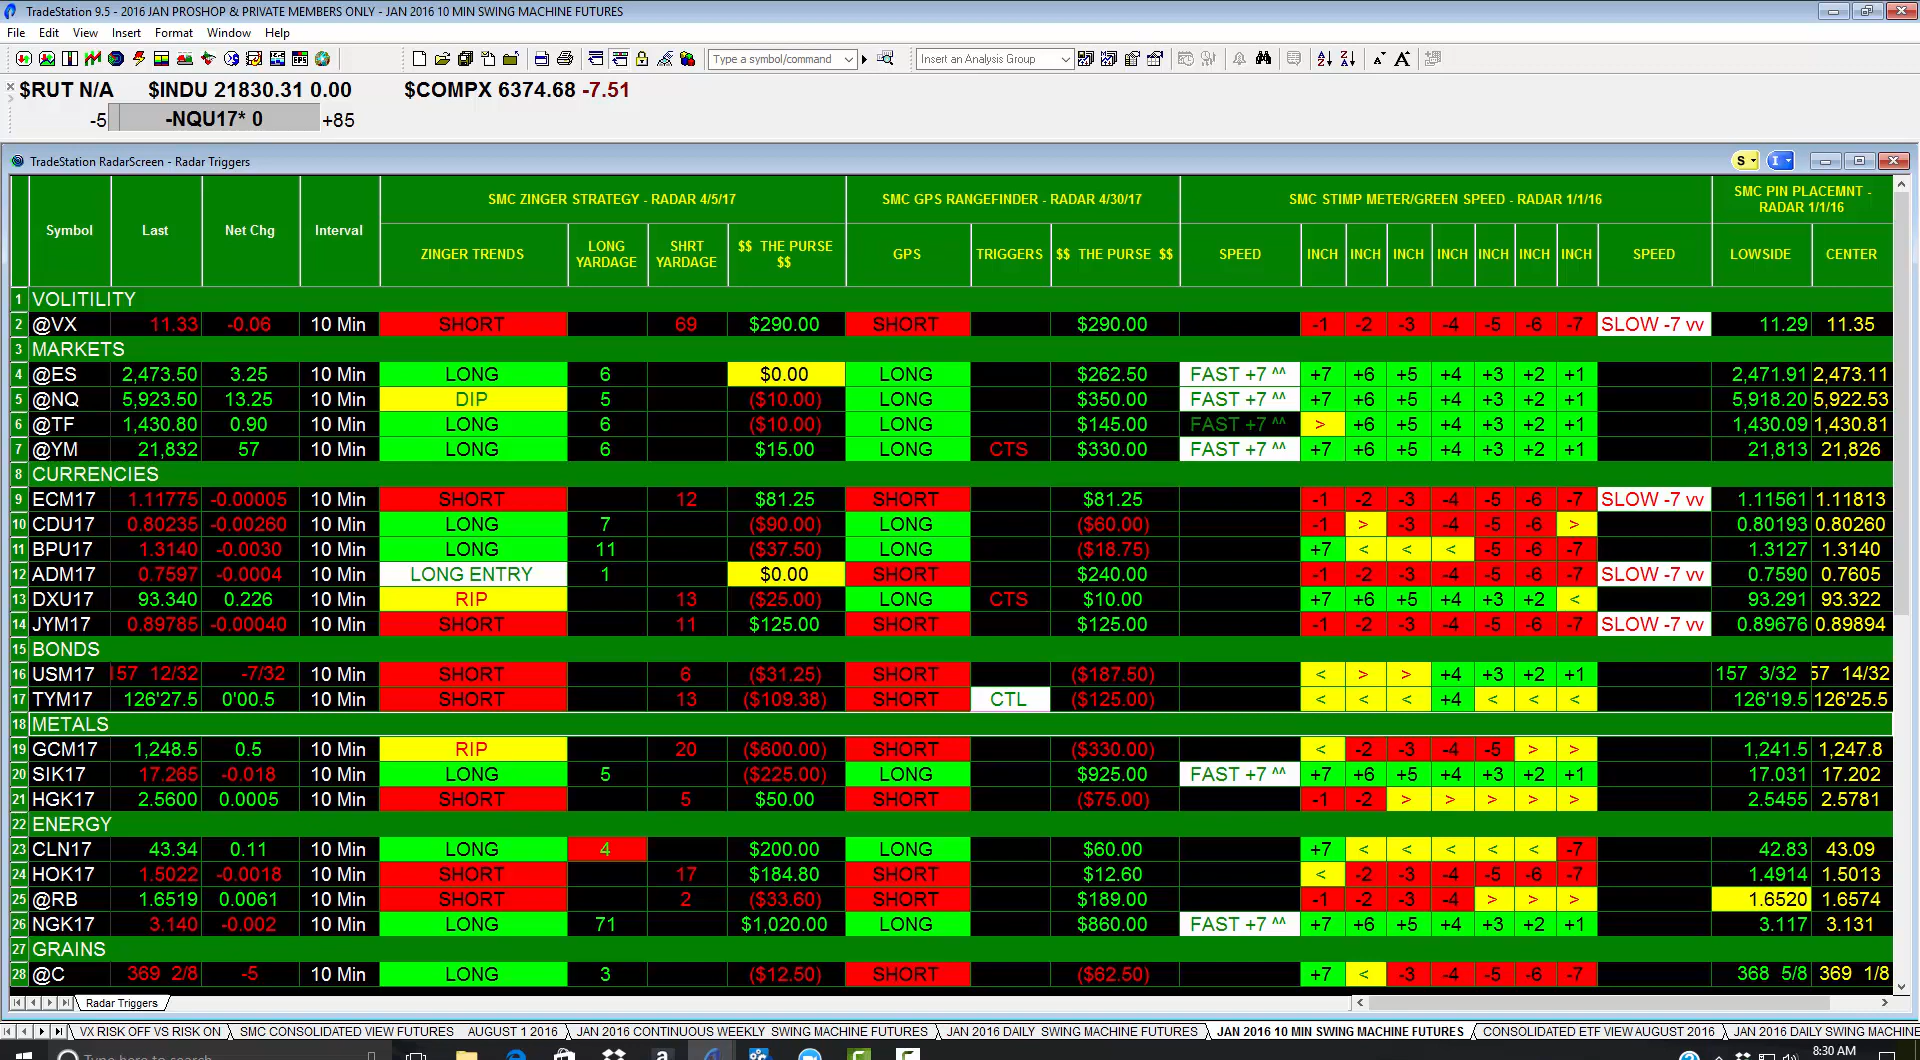 TradeStation 9.5 - 2016 JAN PROSHOP & PRIVATE MEMBERS ONLY - JAN 2016 10 MIN SWING MACHINE FUTURES
File Edit View Insert Format Window Help
Type a symbol/command Insert an Analysis Group
$RUT N/A $INDU 21830.31 0.00 $COMPX 6374.68 -7.51
-5 -NQU17* 0 +85
TradeStation RadarScreen - Radar Triggers
SMC ZINGER STRATEGY - RADAR 4/5/17 SMC GPS RANGEFINDER - RADAR 4/30/17 SMC STIMP METER/GREEN SPEED - RADAR 1/1/16 SMC PIN PLACEMNT - RADAR 1/1/16
Symbol Last Net Chg Interval ZINGER TRENDS LONG YARDAGE SHRT YARDAGE $$ THE PURSE $$ GPS TRIGGERS $$ THE PURSE $$ SPEED INCH INCH INCH INCH INCH INCH INCH SPEED LOWSIDE CENTER
1 VOLITILITY
2 @VX 11.33 -0.06 10 Min SHORT 69 $290.00 SHORT $290.00 -1 -2 -3 -4 -5 -6 -7 SLOW -7 vv 11.29 11.35
3 MARKETS
4 @ES 2,473.50 3.25 10 Min LONG 6 $0.00 LONG $262.50 FAST +7 ^^ +7 +6 +5 +4 +3 +2 +1 2,471.91 2,473.11
5 @NQ 5,923.50 13.25 10 Min DIP 5 ($10.00) LONG $350.00 FAST +7 ^^ +7 +6 +5 +4 +3 +2 +1 5,918.20 5,922.53
6 @TF 1,430.80 0.90 10 Min LONG 6 ($10.00) LONG $145.00 FAST +7 ^^ > +6 +5 +4 +3 +2 +1 1,430.09 1,430.81
7 @YM 21,832 57 10 Min LONG 6 $15.00 LONG CTS $330.00 FAST +7 ^^ +7 +6 +5 +4 +3 +2 +1 21,813 21,826
8 CURRENCIES
9 ECM17 1.11775 -0.00005 10 Min SHORT 12 $81.25 SHORT $81.25 -1 -2 -3 -4 -5 -6 -7 SLOW -7 vv 1.11561 1.11813
10 CDU17 0.80235 -0.00260 10 Min LONG 7 ($90.00) LONG ($60.00) -1 > -3 -4 -5 -6 > 0.80193 0.80260
11 BPU17 1.3140 -0.0030 10 Min LONG 11 ($37.50) LONG ($18.75) +7 < < < -5 -6 -7 1.3127 1.3140
12 ADM17 0.7597 -0.0004 10 Min LONG ENTRY 1 $0.00 SHORT $240.00 -1 -2 -3 -4 -5 -6 -7 SLOW -7 vv 0.7590 0.7605
13 DXU17 93.340 0.226 10 Min RIP 13 ($25.00) LONG CTS $10.00 +7 +6 +5 +4 +3 +2 < 93.291 93.322
14 JYM17 0.89785 -0.00040 10 Min SHORT 11 $125.00 SHORT $125.00 -1 -2 -3 -4 -5 -6 -7 SLOW -7 vv 0.89676 0.89894
15 BONDS
16 USM17 157 12/32 -7/32 10 Min SHORT 6 ($31.25) SHORT ($187.50) < > > +4 +3 +2 +1 157 3/32 57 14/32
17 TYM17 126'27.5 0'00.5 10 Min SHORT 13 ($109.38) SHORT CTL ($125.00) < < < +4 < < < 126'19.5 126'25.5
18 METALS
19 GCM17 1,248.5 0.5 10 Min RIP 20 ($600.00) SHORT ($330.00) < -2 -3 -4 -5 > > 1,241.5 1,247.8
20 SIK17 17.265 -0.018 10 Min LONG 5 ($225.00) LONG $925.00 FAST +7 ^^ +7 +6 +5 +4 +3 +2 +1 17.031 17.202
21 HGK17 2.5600 0.0005 10 Min SHORT 5 $50.00 SHORT ($75.00) -1 -2 > > > > > 2.5455 2.5781
22 ENERGY
23 CLN17 43.34 0.11 10 Min LONG 4 $200.00 LONG $60.00 +7 < < < < < -7 42.83 43.09
24 HOK17 1.5022 -0.0018 10 Min SHORT 17 $184.80 SHORT $12.60 < -2 -3 -4 -5 -6 -7 1.4914 1.5013
25 @RB 1.6519 0.0061 10 Min SHORT 2 ($33.60) SHORT $189.00 -1 -2 -3 -4 > > > 1.6520 1.6574
26 NGK17 3.140 -0.002 10 Min LONG 71 $1,020.00 LONG $860.00 FAST +7 ^^ +7 +6 +5 +4 +3 +2 +1 3.117 3.131
27 GRAINS
28 @C 369 2/8 -5 10 Min LONG 3 ($12.50) SHORT ($62.50) +7 < -3 -4 -5 -6 -7 368 5/8 369 1/8
Radar Triggers
VX RISK OFF VS RISK ON SMC CONSOLIDATED VIEW FUTURES AUGUST 1 2016 JAN 2016 CONTINUOUS WEEKLY SWING MACHINE FUTURES JAN 2016 DAILY SWING MACHINE FUTURES JAN 2016 10 MIN SWING MACHINE FUTURES CONSOLIDATED ETF VIEW AUGUST 2016 JAN 2016 DAILY SWING MACHINE
Type here to search 8:30 AM